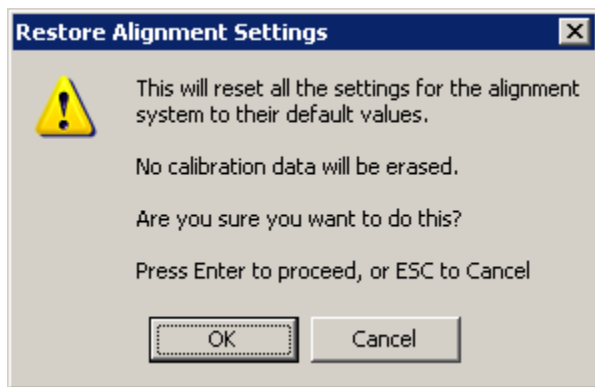 Restore Alignment Settings
This will reset all the settings for the alignment
system to their default values.
No calibration data will be erased.
Are you sure you want to do this?
Press Enter to proceed, or ESC to Cancel
OK
Cancel